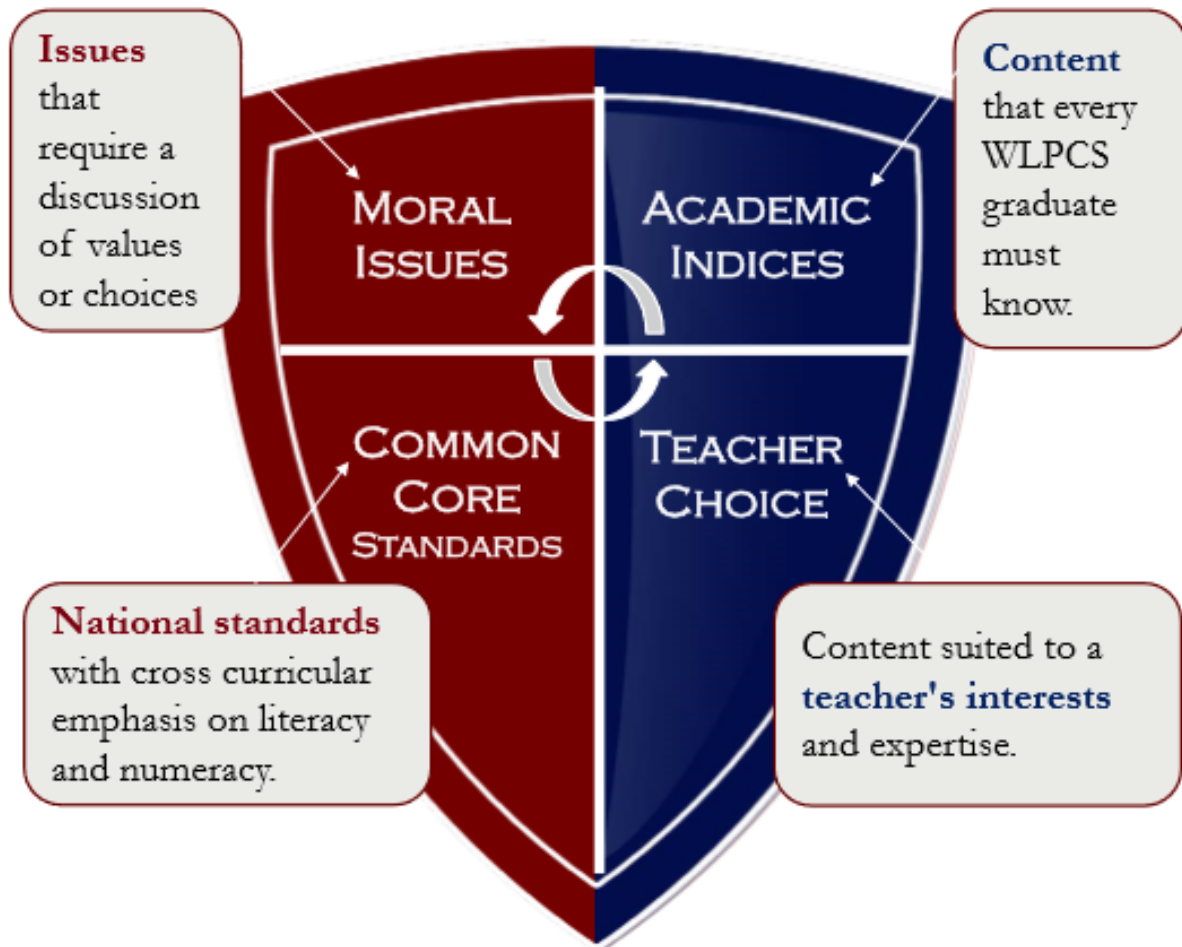 Issues
that
require a
discussion
of values
or choices
Content
that every
WLPCS
graduate
must
know.
MORAL
ISSUES
ACADEMIC
INDICES
COMMON
CORE
STANDARDS
TEACHER
CHOICE
National standards
with cross curricular
emphasis on literacy
and numeracy.
Content suited to a
teacher's interests
and expertise.